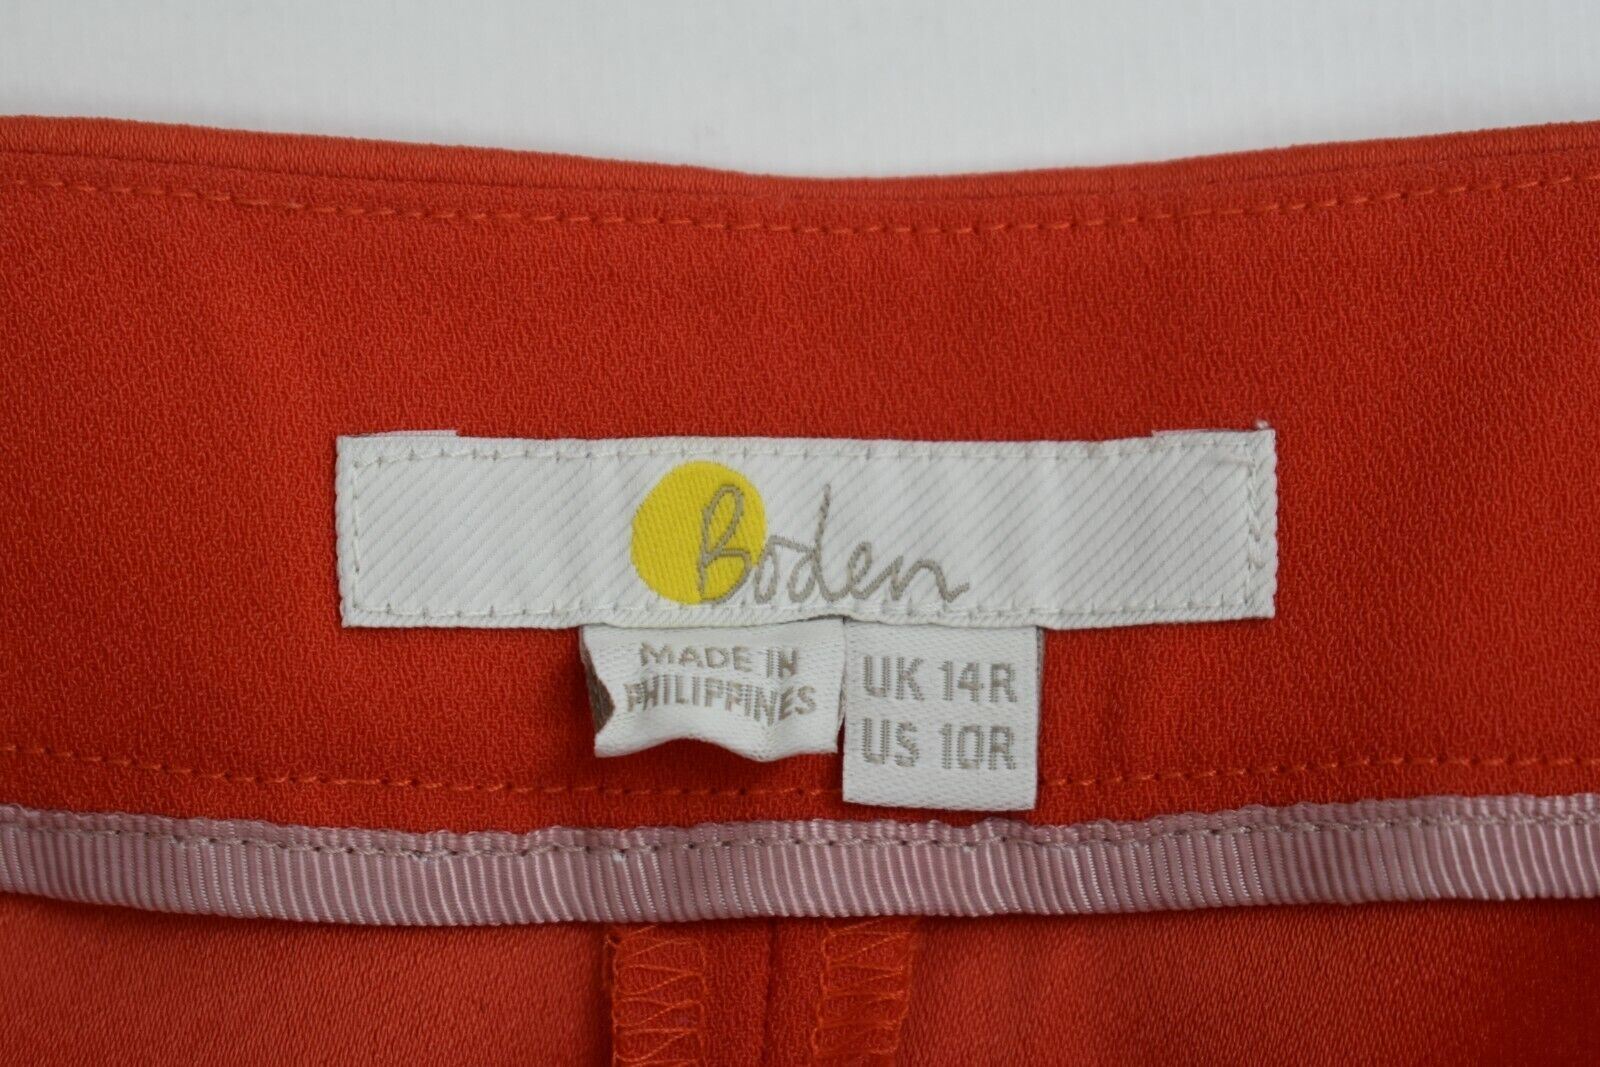 Boden
MADE IN
PHILIPPINES
UK 14R
US 10R